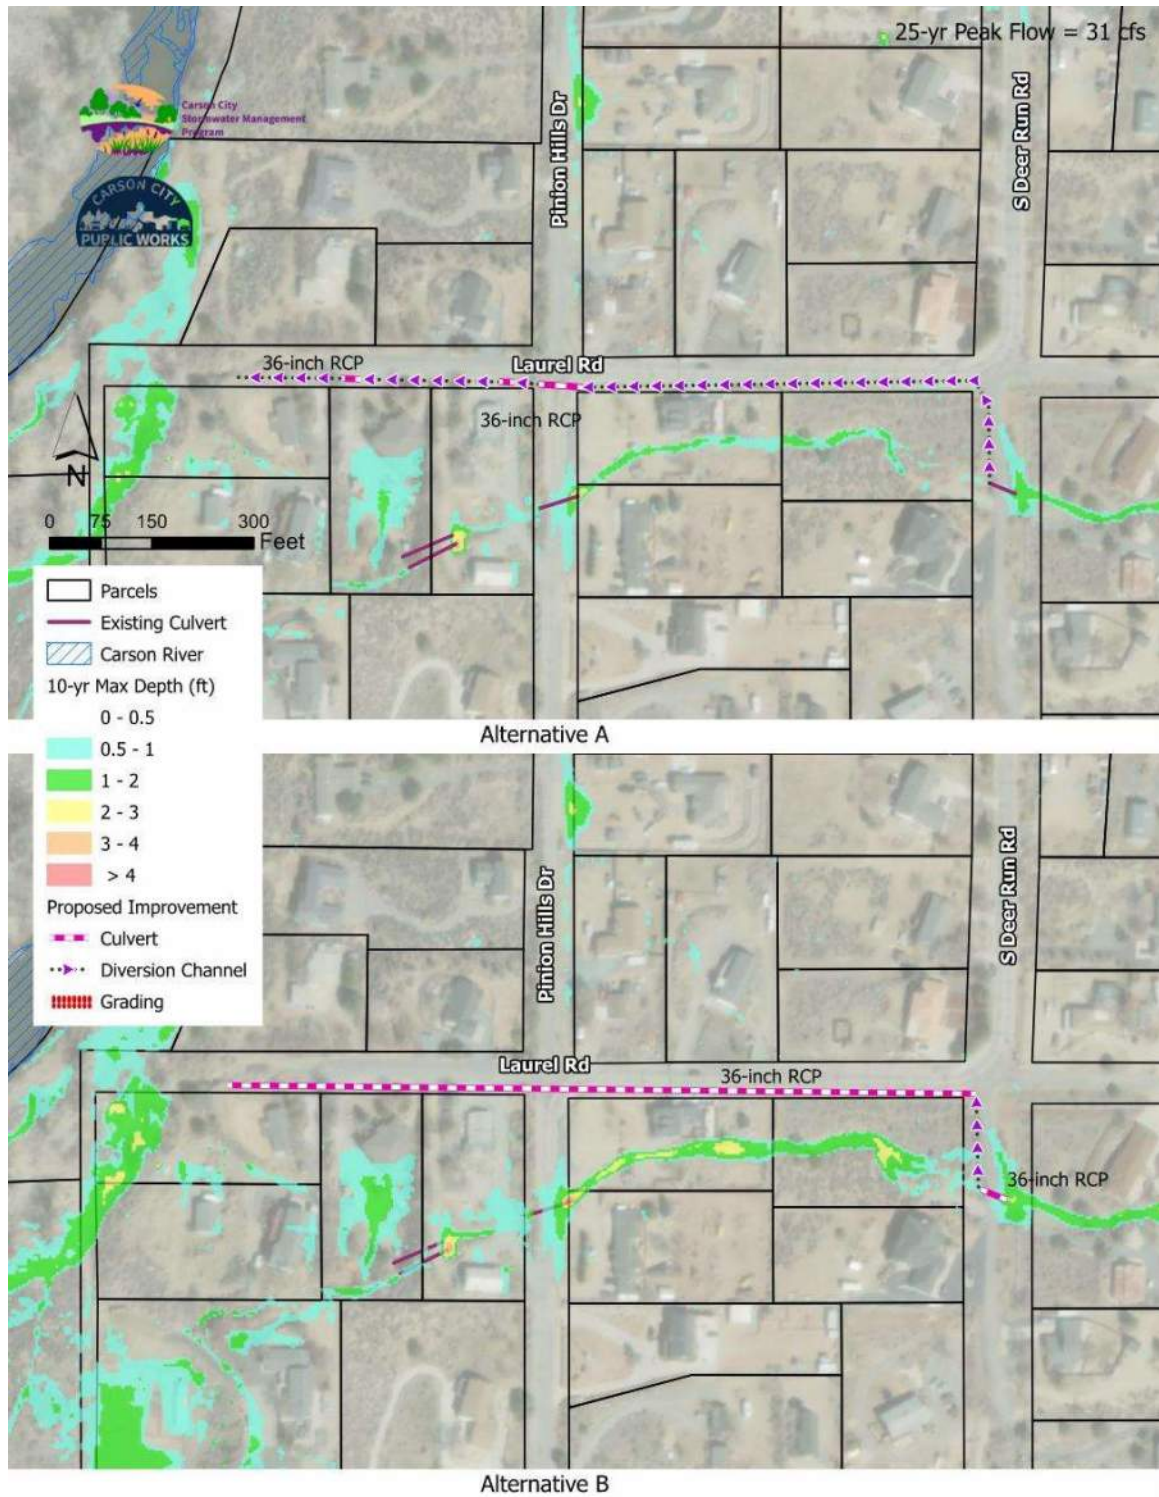 25-yr Peak Flow = 31 cfs
Carson City
Stormwater Management
Program
CARSON CITY
PUBLIC WORKS
Pinion Hills Dr
S Deer Run Rd
36-inch RCP
Laurel Rd
36-inch RCP
N
0 75 150 300
Feet
Parcels
Existing Culvert
Carson River
10-yr Max Depth (ft)
0 - 0.5
0.5 - 1
1 - 2
2 - 3
3 - 4
> 4
Proposed Improvement
Culvert
Diversion Channel
Grading
Alternative A
Pinion Hills Dr
S Deer Run Rd
Laurel Rd
36-inch RCP
36-inch RCP
Alternative B